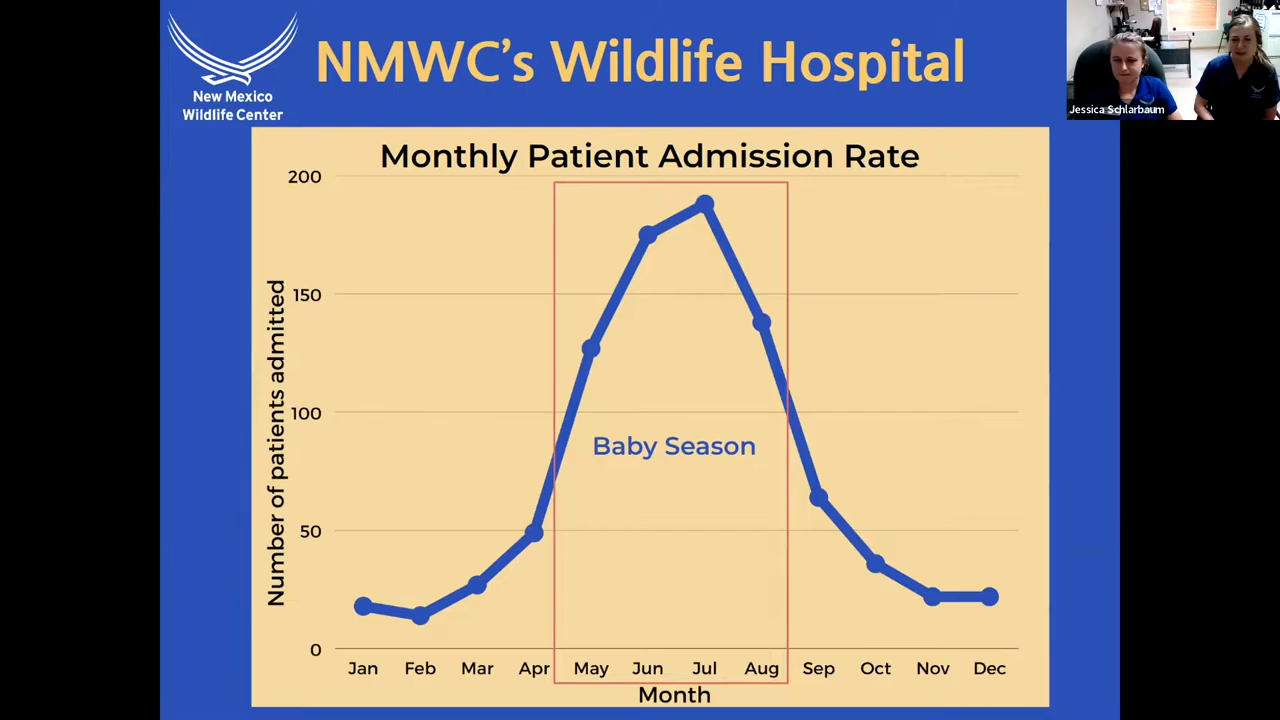 New Mexico
Wildlife Center
NMWC's Wildlife Hospital
Jessica Schlarbaum
Monthly Patient Admission Rate
Number of patients admitted
200
150
100
50
0
Baby Season
Jan Feb Mar Apr May Jun Jul Aug Sep Oct Nov Dec
Month